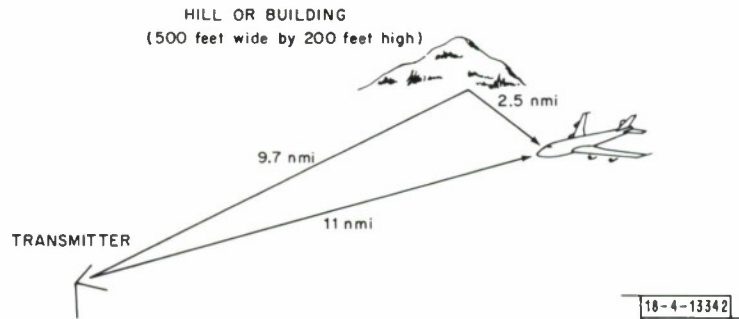 HILL OR BUILDING
(500 feet wide by 200 feet high)
2.5 nmi
9.7 nmi
11 nmi
TRANSMITTER
18-4-13342